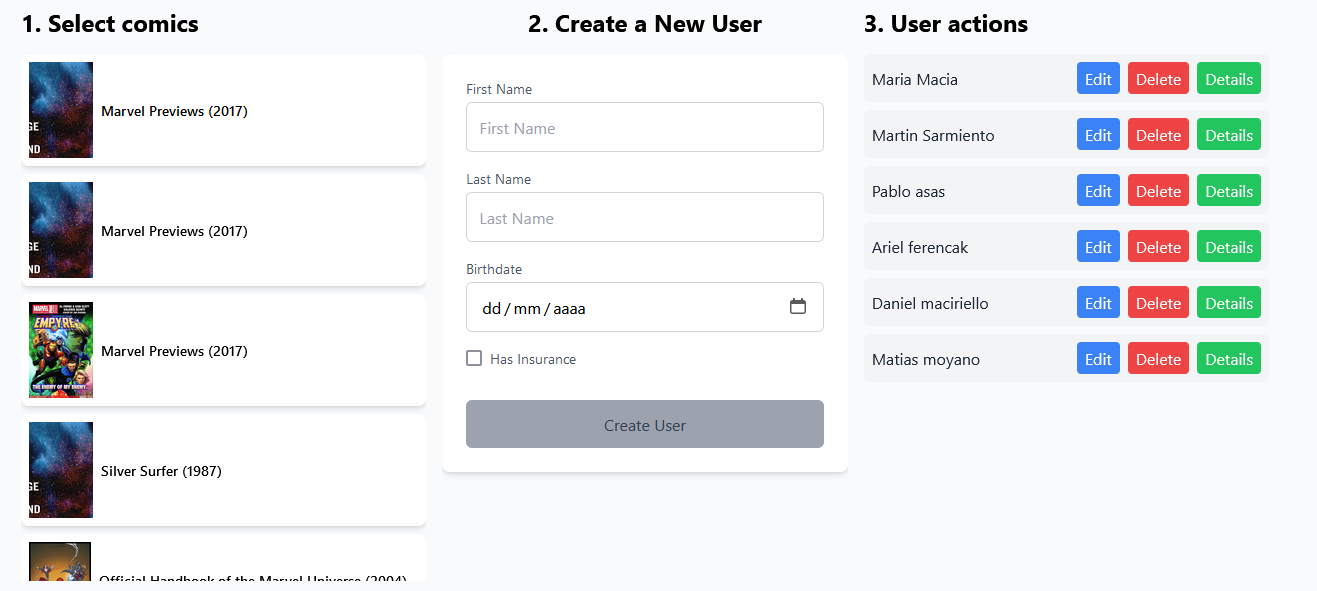 1. Select comics
GE
ND
Marvel Previews (2017)
GE
ND
Marvel Previews (2017)
MARVEL
EMPYRE
THE ENEMY OF MY ENEMY
Marvel Previews (2017)
GE
ND
Silver Surfer (1987)
Official Handbook of the Marvel Universe (2004)
2. Create a New User
First Name
First Name
Last Name
Last Name
Birthdate
dd/mm/aaaa
Has Insurance
Create User
3. User actions
Maria Macia Edit Delete Details
Martin Sarmiento Edit Delete Details
Pablo asas Edit Delete Details
Ariel ferencak Edit Delete Details
Daniel maciriello Edit Delete Details
Matias moyano Edit Delete Details